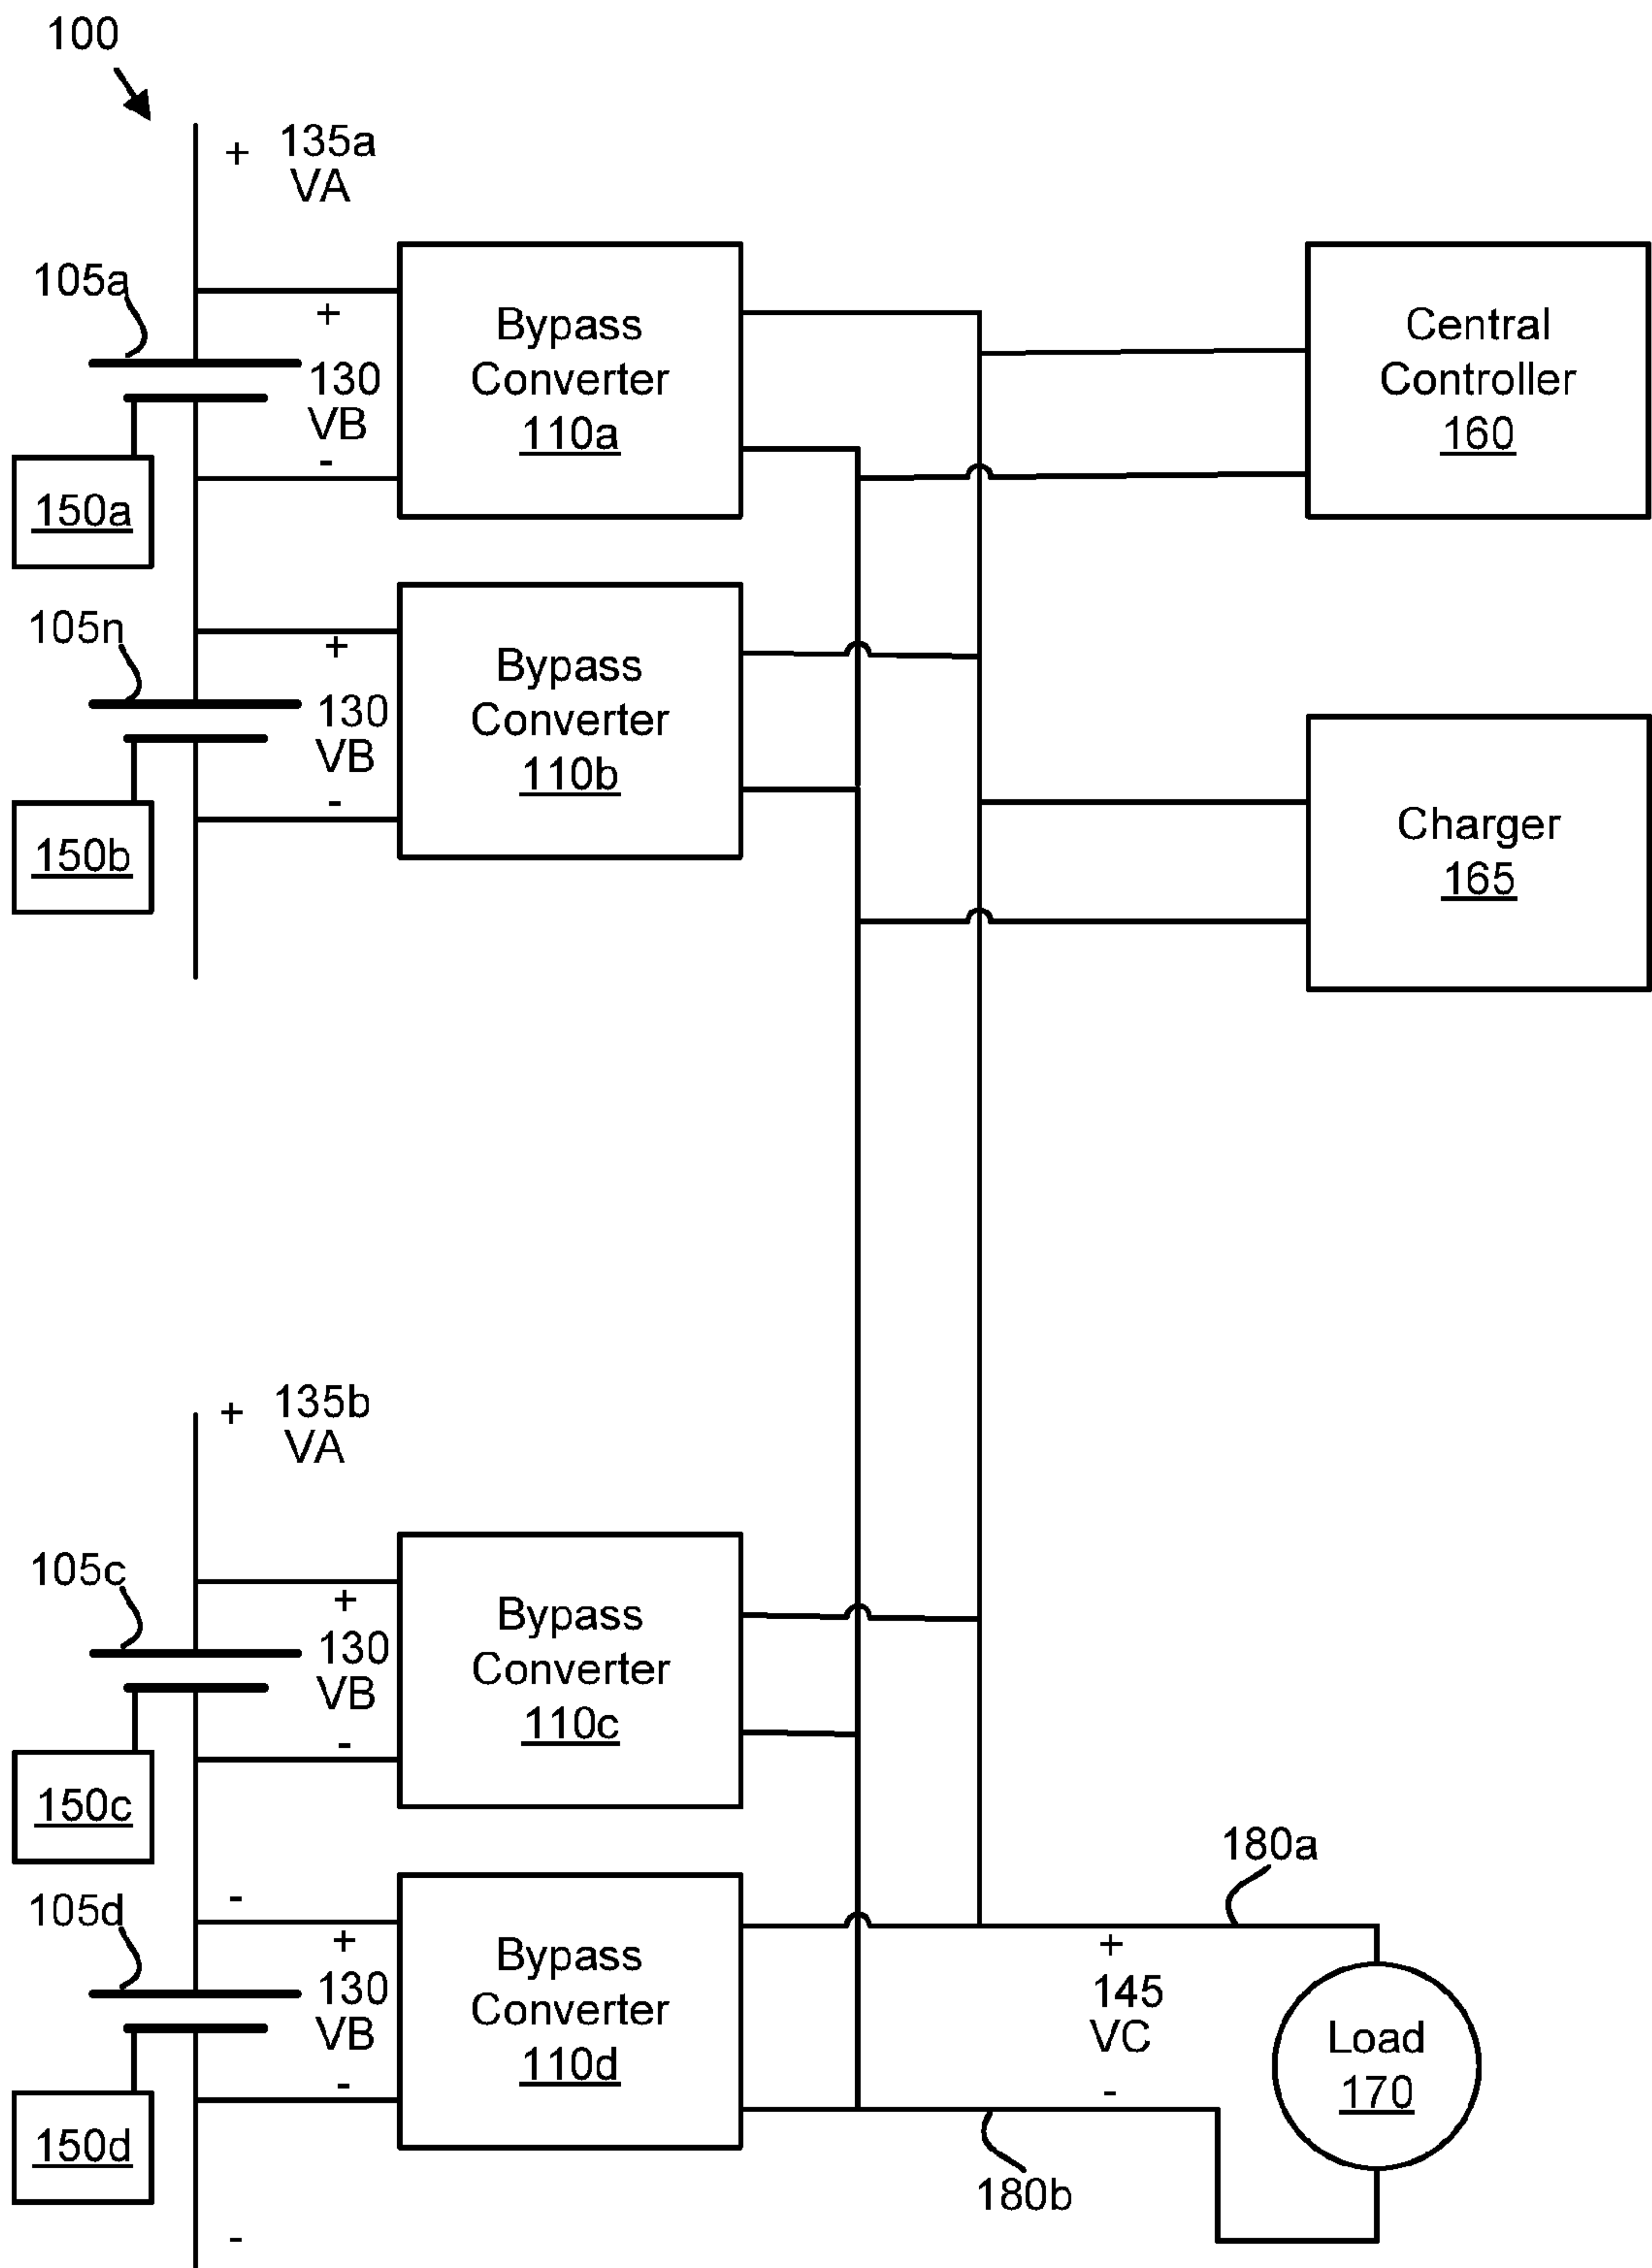 100
+ 135a
VA
105a
+
130
VB
-
150a
Bypass
Converter
110a
Central
Controller
160
105n
+
130
VB
-
150b
Bypass
Converter
110b
Charger
165
+ 135b
VA
105c
+
130
VB
-
150c
Bypass
Converter
110c
-
105d
+
130
VB
-
150d
-
Bypass
Converter
110d
180a
+
145
VC
-
180b
Load
170